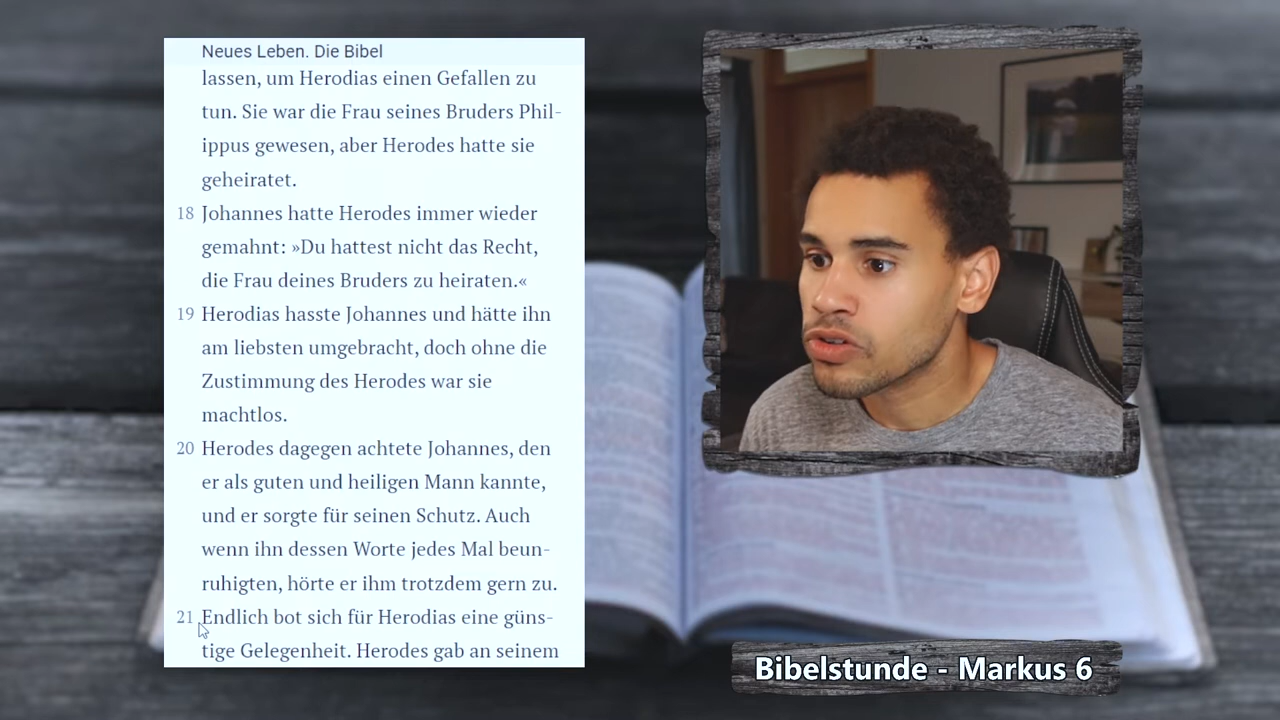 Neues Leben. Die Bibel
lassen, um Herodias einen Gefallen zu
tun. Sie war die Frau seines Bruders Phil-
ippus gewesen, aber Herodes hatte sie
geheiratet.
18 Johannes hatte Herodes immer wieder
gemahnt: »Du hattest nicht das Recht,
die Frau deines Bruders zu heiraten.«
19 Herodias hasste Johannes und hätte ihn
am liebsten umgebracht, doch ohne die
Zustimmung des Herodes war sie
machtlos.
20 Herodes dagegen achtete Johannes, den
er als guten und heiligen Mann kannte,
und er sorgte für seinen Schutz. Auch
wenn ihn dessen Worte jedes Mal beun-
ruhigten, hörte er ihm trotzdem gern zu.
21 Endlich bot sich für Herodias eine güns-
tige Gelegenheit. Herodes gab an seinem
Bibelstunde - Markus 6